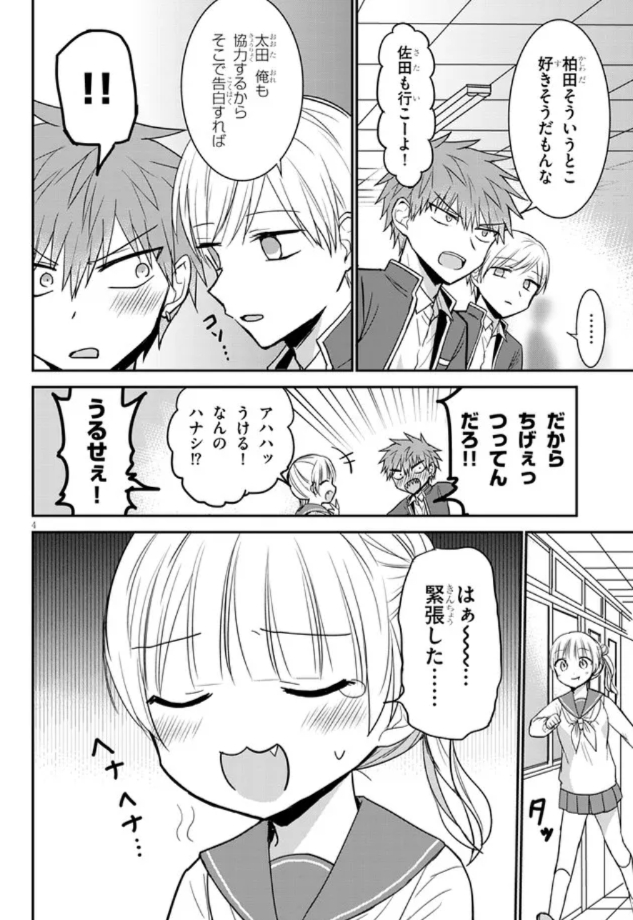 柏田そういうとこ
好きそうだもんな
佐田も行こーよ!
………
太田 俺も
協力するから
そこで告白すれば
コソ…
!!
だから
ちげぇっ
つってん
だろ!!
アハハッ
うける!
なんの
ハナシ!?
うるせぇ!
4
タッ
はぁ〜〜〜…
緊張した……
ヘナ
ヘナ…